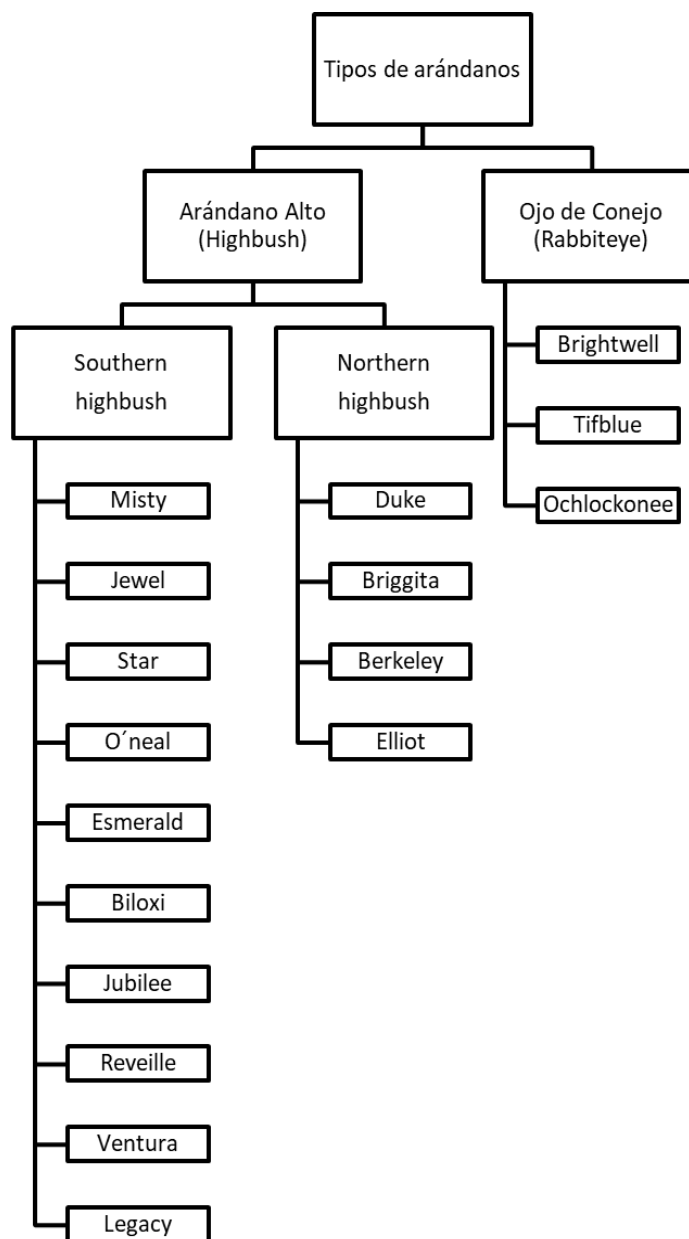 Tipos de arándanos
Arándano Alto
(Highbush)
Ojo de Conejo
(Rabbiteye)
Southern
highbush
Northern
highbush
Brightwell
Tifblue
Ochlockonee
Misty
Jewel
Star
O´neal
Esmerald
Biloxi
Jubilee
Reveille
Ventura
Legacy
Duke
Briggita
Berkeley
Elliot